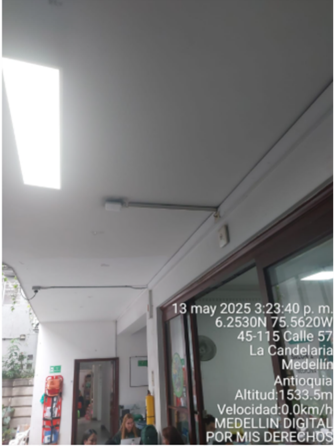 13 may 2025 3:23:40 p. m.
6.2530N 75.5620W
45-115 Calle 57
La Candelaria
Medellín
Antioquia
Altitud:1533.5m
Velocidad:0.0km/h
MEDELLIN DIGITAL
POR MIS DERECHOS